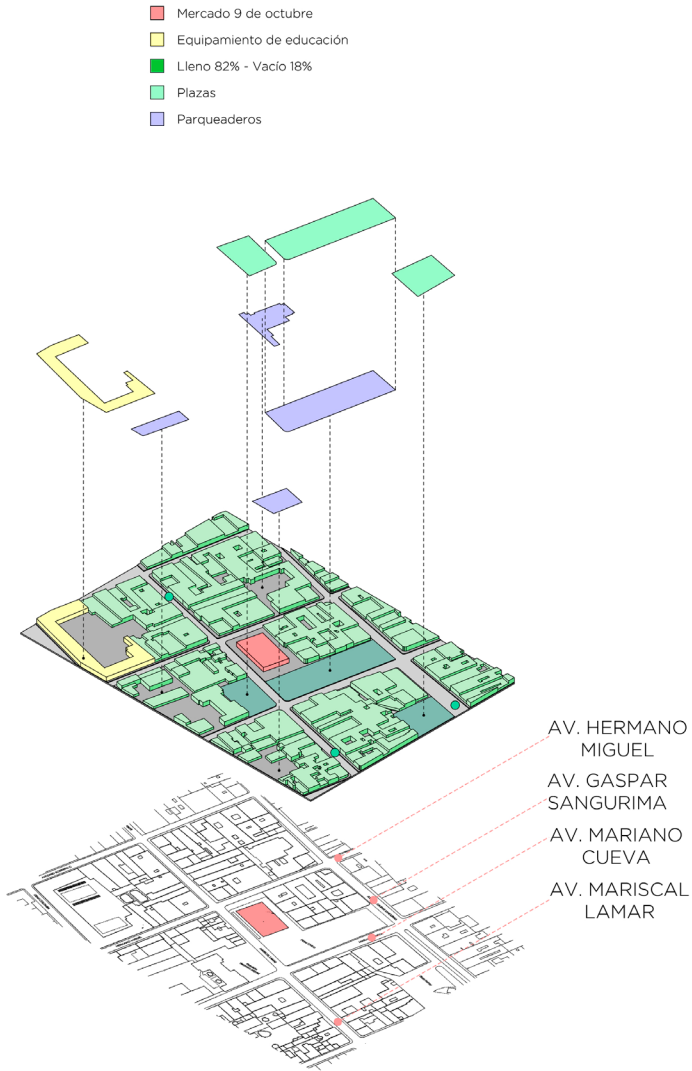 Mercado 9 de octubre
Equipamiento de educación
Lleno 82% - Vacío 18%
Plazas
Parqueaderos
AV. HERMANO
MIGUEL
AV. GASPAR
SANGURIMA
AV. MARIANO
CUEVA
AV. MARISCAL
LAMAR